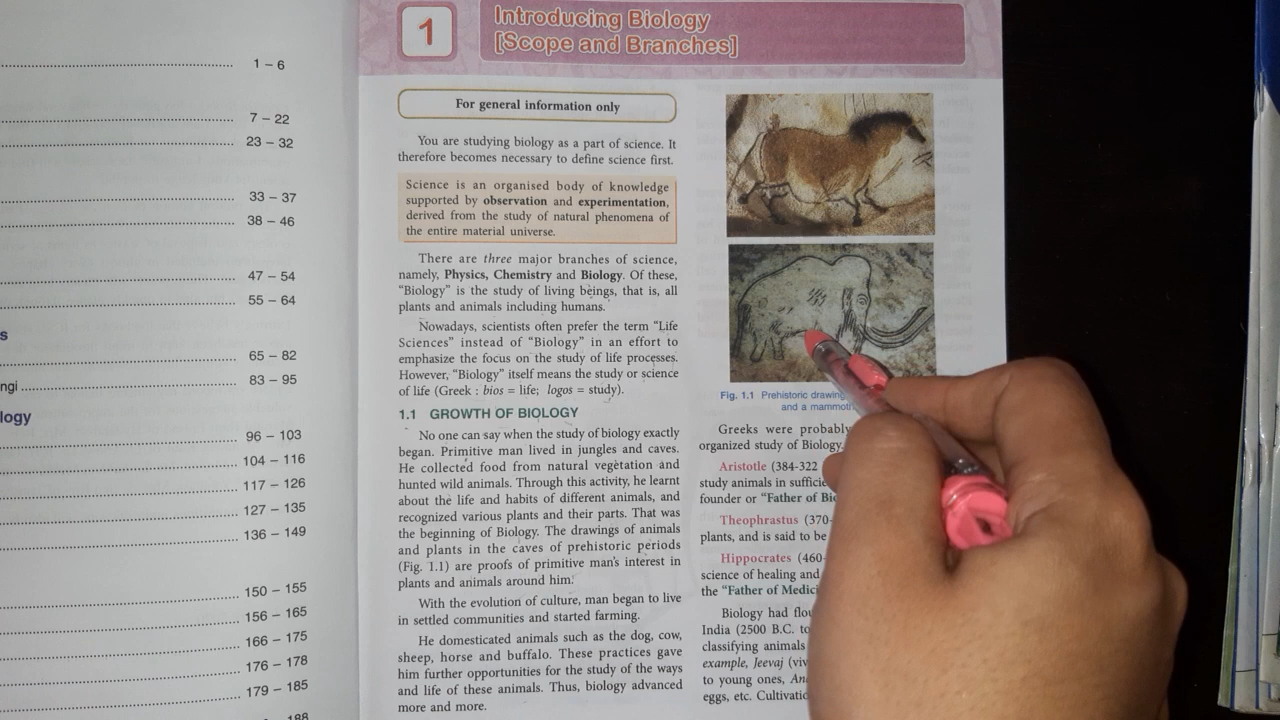 1 – 6
7 – 22
23 – 32
33 – 37
38 – 46
47 – 54
55 – 64
s
65 – 82
ngi
83 – 95
logy
96 – 103
104 – 116
117 – 126
127 – 135
136 – 149
150 – 155
156 – 165
166 – 175
176 – 178
179 – 185
188
1
Introducing Biology
[Scope and Branches]
For general information only
You are studying biology as a part of science. It
therefore becomes necessary to define science first.
Science is an organised body of knowledge
supported by observation and experimentation,
derived from the study of natural phenomena of
the entire material universe.
There are three major branches of science,
namely, Physics, Chemistry and Biology. Of these,
“Biology” is the study of living beings, that is, all
plants and animals including humans.
Nowadays, scientists often prefer the term “Life
Sciences” instead of “Biology” in an effort to
emphasize the focus on the study of life processes.
However, “Biology” itself means the study or science
of life (Greek : bios = life; logos = study).
1.1 GROWTH OF BIOLOGY
No one can say when the study of biology exactly
began. Primitive man lived in jungles and caves.
He collected food from natural vegetation and
hunted wild animals. Through this activity, he learnt
about the life and habits of different animals, and
recognized various plants and their parts. That was
the beginning of Biology. The drawings of animals
and plants in the caves of prehistoric periods
(Fig. 1.1) are proofs of primitive man's interest in
plants and animals around him.
With the evolution of culture, man began to live
in settled communities and started farming.
He domesticated animals such as the dog, cow,
sheep, horse and buffalo. These practices gave
him further opportunities for the study of the ways
and life of these animals. Thus, biology advanced
more and more.
Fig. 1.1 Prehistoric drawing
and a mammoth
Greeks were probably
organized study of Biology.
Aristotle (384-322
study animals in sufficie
founder or “Father of Bio
Theophrastus (370-
plants, and is said to be
Hippocrates (460-
science of healing and
the “Father of Medici
Biology had flou
India (2500 B.C. to
classifying animals
example, Jeevaj (viv
to young ones, An
eggs, etc. Cultivatio